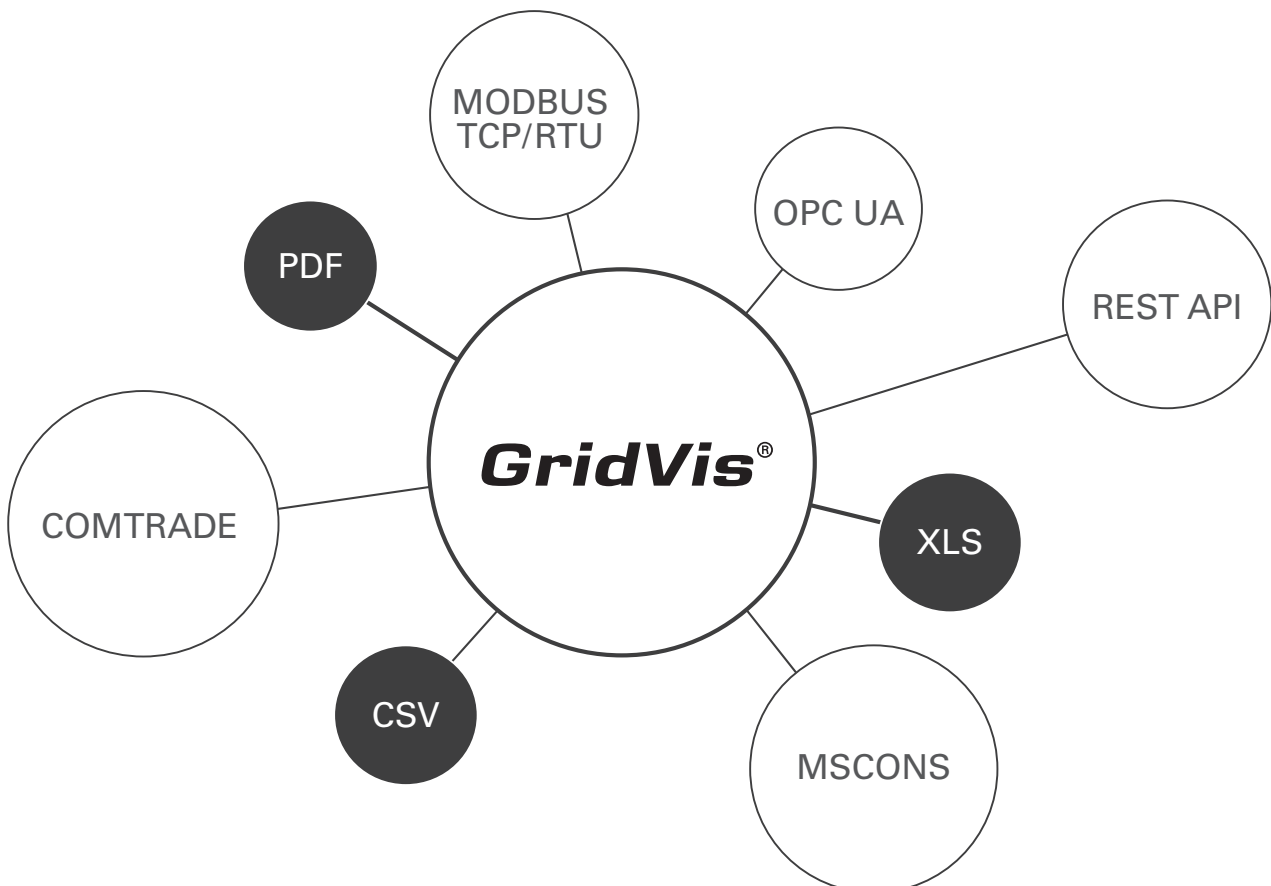 MODBUS
TCP/RTU
OPC UA
PDF
REST API
GridVis®
COMTRADE
XLS
CSV
MSCONS